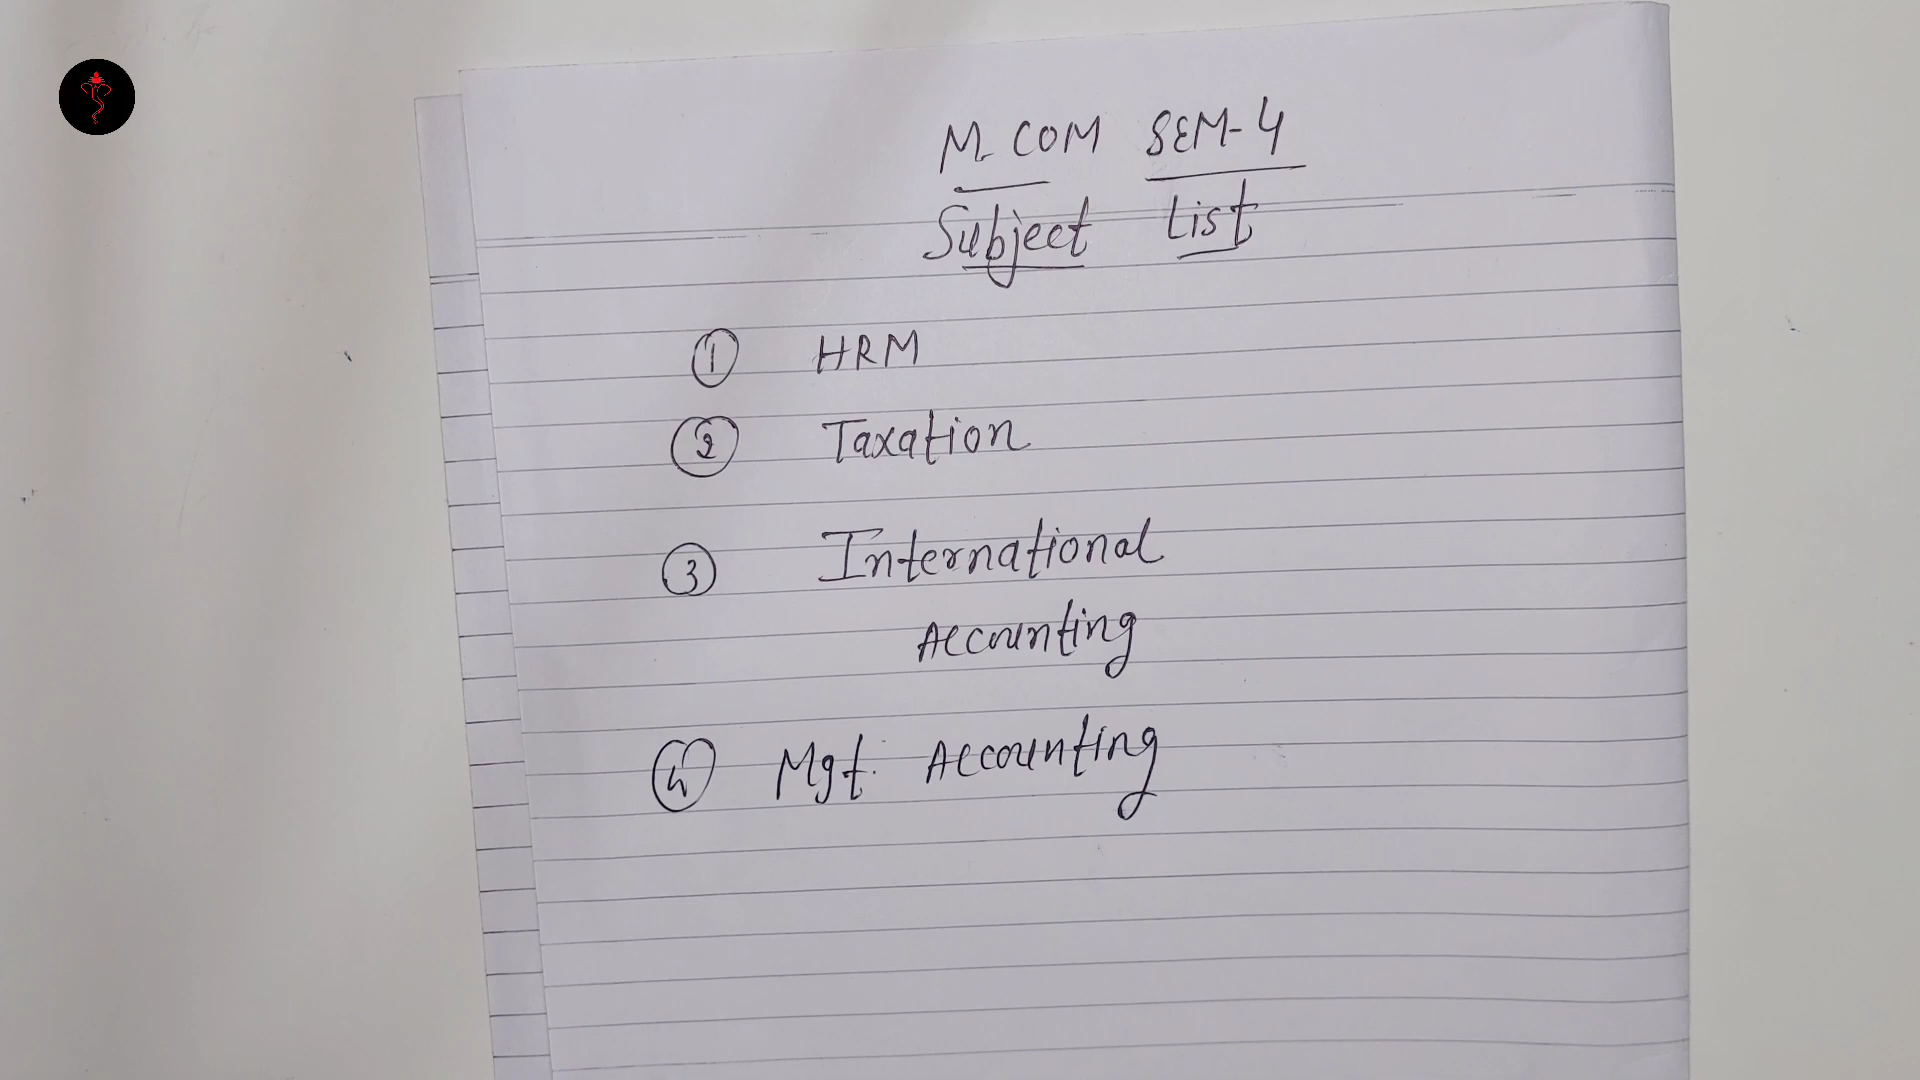 M. COM SEM-4
Subject List
① HRM
② Taxation
③ International
Accounting
④ Mgt. Accounting